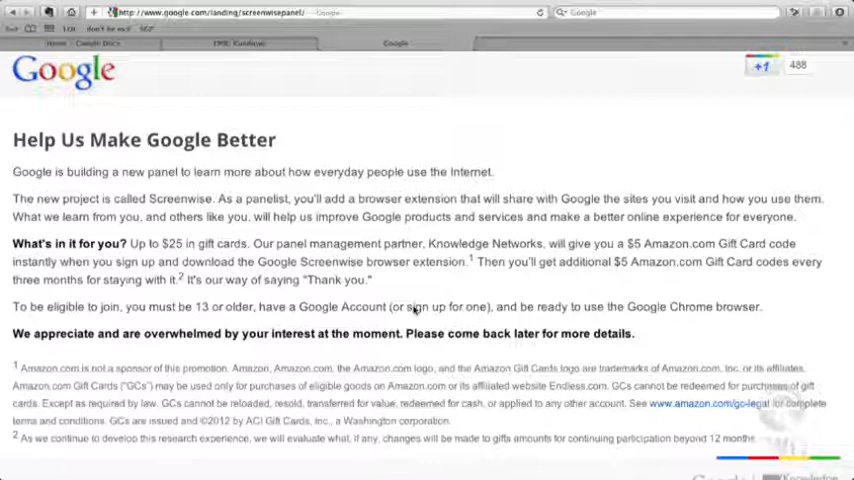 http://www.google.com/landing/screenwisepanel/ — Google
Google
Home - Google Docs
Google
Google
+1
488
Help Us Make Google Better
Google is building a new panel to learn more about how everyday people use the Internet.
The new project is called Screenwise. As a panelist, you'll add a browser extension that will share with Google the sites you visit and how you use them.
What we learn from you, and others like you, will help us improve Google products and services and make a better online experience for everyone.
What's in it for you? Up to $25 in gift cards. Our panel management partner, Knowledge Networks, will give you a $5 Amazon.com Gift Card code
instantly when you sign up and download the Google Screenwise browser extension.1 Then you'll get additional $5 Amazon.com Gift Card codes every
three months for staying with it.2 It's our way of saying "Thank you."
To be eligible to join, you must be 13 or older, have a Google Account (or sign up for one), and be ready to use the Google Chrome browser.
We appreciate and are overwhelmed by your interest at the moment. Please come back later for more details.
1 Amazon.com is not a sponsor of this promotion. Amazon, Amazon.com, the Amazon.com logo, and the Amazon Gift Cards logo are trademarks of Amazon.com, Inc. or its affiliates.
Amazon.com Gift Cards ("GCs") may be used only for purchases of eligible goods on Amazon.com or its affiliated website Endless.com. GCs cannot be redeemed for purchases of gift
cards. Except as required by law, GCs cannot be reloaded, resold, transferred for value, redeemed for cash, or applied to any other account. See www.amazon.com/gc-legal for complete
terms and conditions. GCs are issued and ©2012 by ACI Gift Cards, Inc., a Washington corporation.
2 As we continue to develop this research experience, we will evaluate what, if any, changes will be made to gifts amounts for continuing participation beyond 12 months.
Google
Knowledge